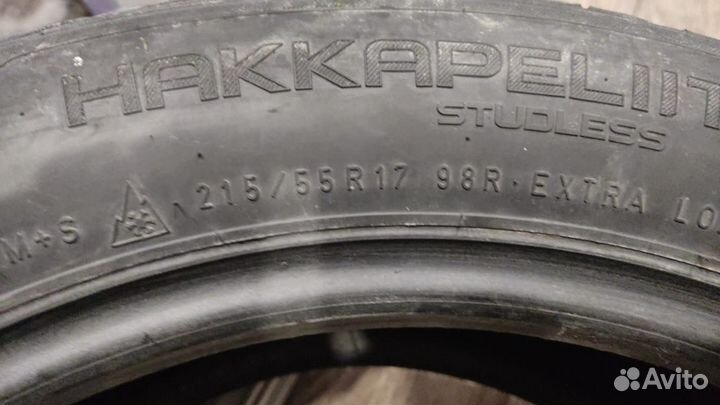 HAKKAPELIIT
STUDLESS
M+S 215/55R17 98R · EXTRA LO
Avito